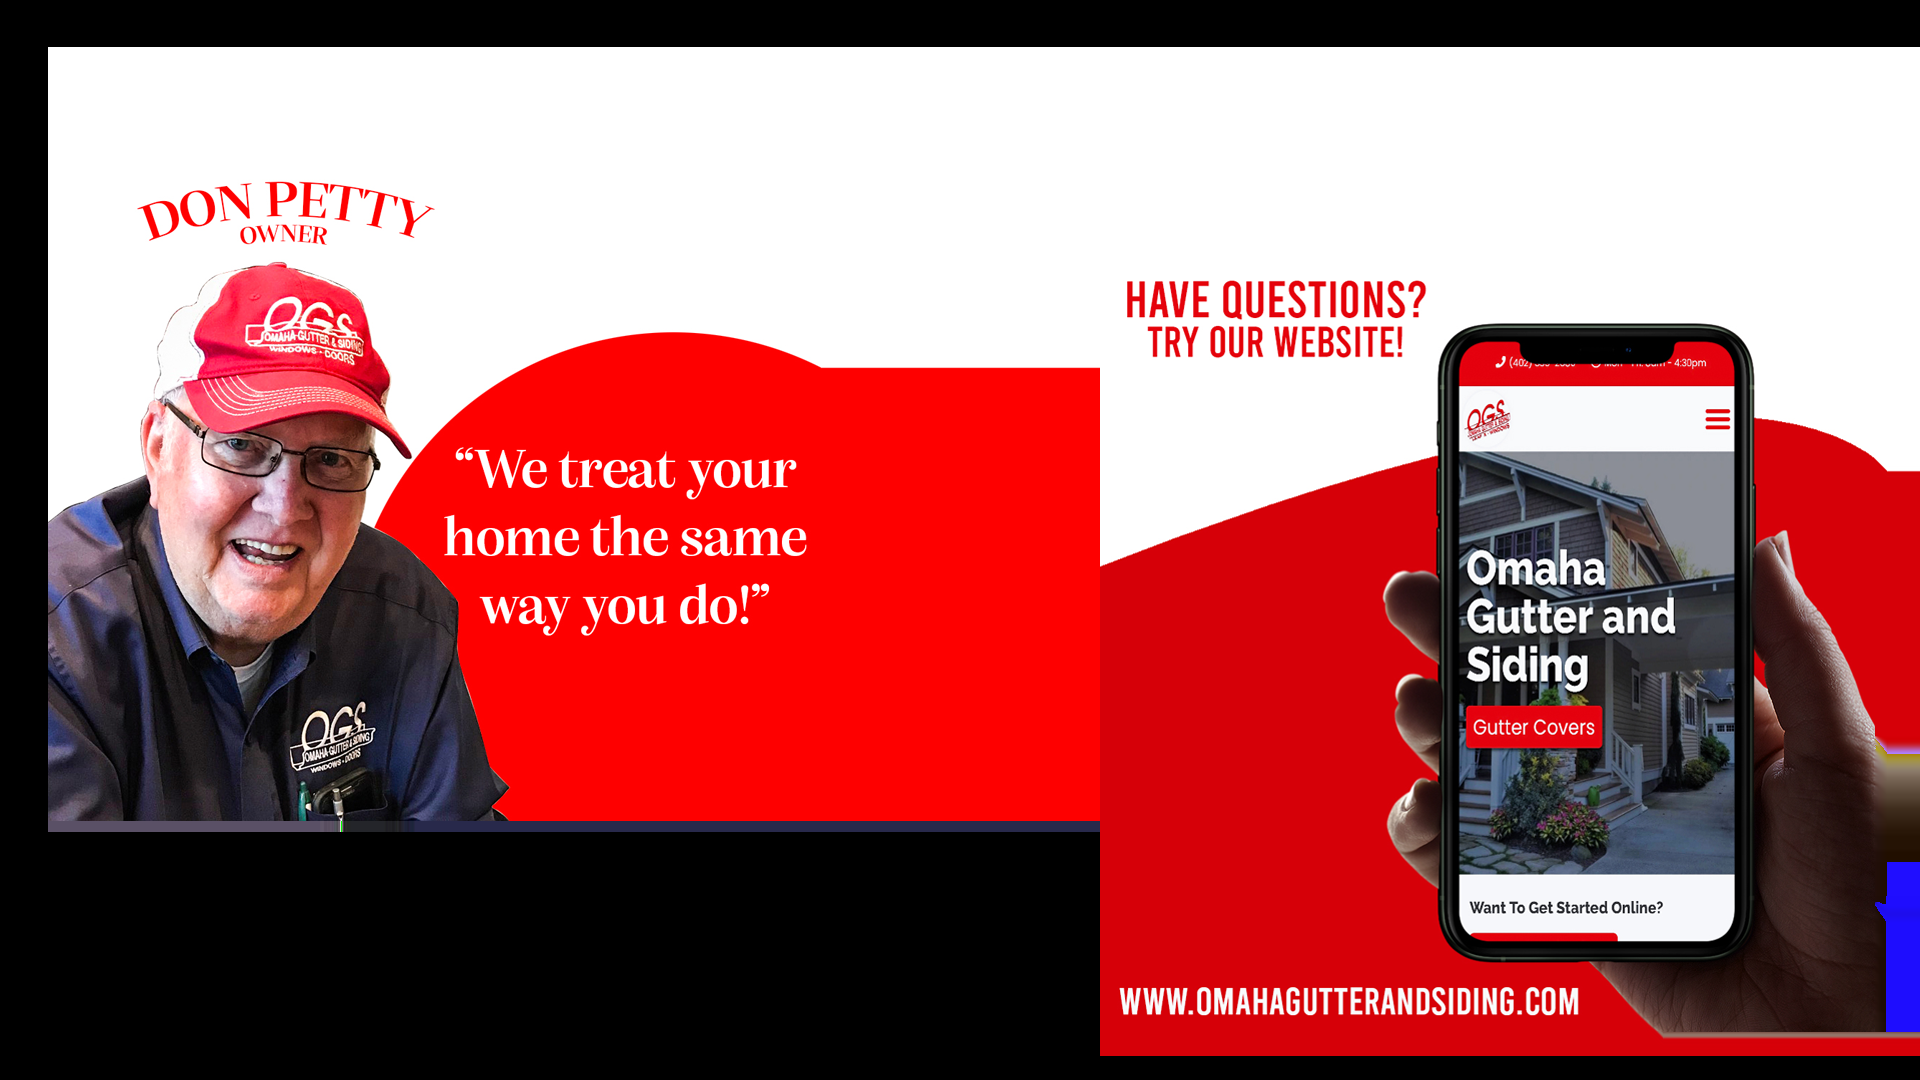 DON PETTY
OWNER
OGS
OMAHA GUTTER & SIDING
WINDOWS • DOORS
“We treat your
home the same
way you do!”
OGS
OMAHA GUTTER & SIDING
WINDOWS • DOORS
HAVE QUESTIONS?
TRY OUR WEBSITE!
4:30pm
OGS
Omaha
Gutter and
Siding
Gutter Covers
Want To Get Started Online?
WWW.OMAHAGUTTERANDSIDING.COM